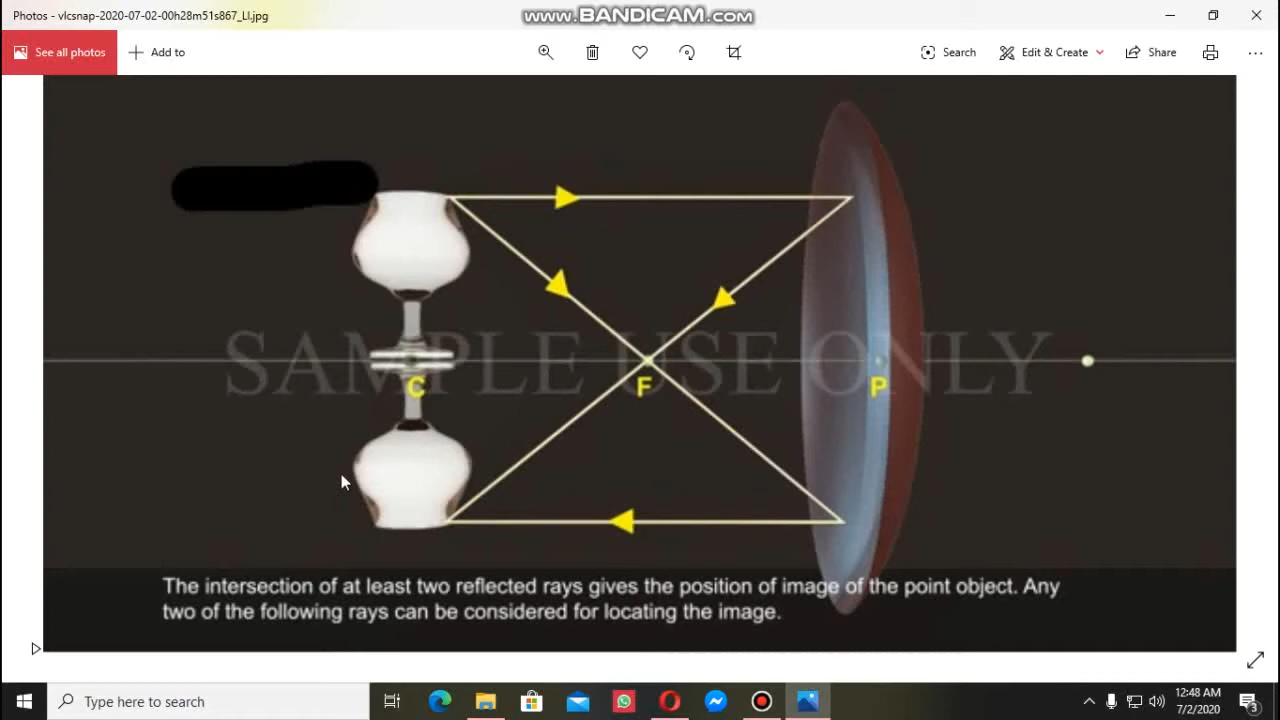 Photos - vlcsnap-2020-07-02-00h28m51s867_LI.jpg
www.BANDICAM.com
See all photos
Add to
Search
Edit & Create
Share
SAMPLE USE ONLY
C
F
P
The intersection of at least two reflected rays gives the position of image of the point object. Any
two of the following rays can be considered for locating the image.
Type here to search
12:48 AM
7/2/2020
3